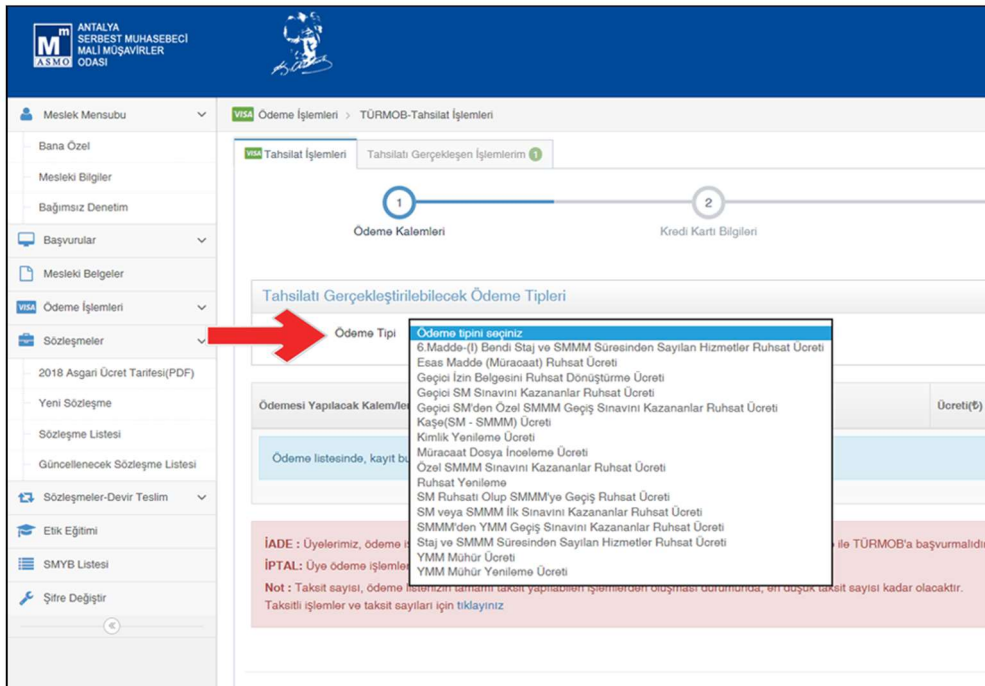 ANTALYA
SERBEST MUHASEBECİ
MALİ MÜŞAVİRLER
ODASI
Mm
ASMO
Meslek Mensubu
Bana Özel
Mesleki Bilgiler
Bağımsız Denetim
Başvurular
Mesleki Belgeler
VISA Ödeme İşlemleri
Sözleşmeler
2018 Asgari Ücret Tarifesi(PDF)
Yeni Sözleşme
Sözleşme Listesi
Güncellenecek Sözleşme Listesi
Sözleşmeler-Devir Teslim
Etik Eğitimi
SMYB Listesi
Şifre Değiştir
VISA Ödeme İşlemleri > TÜRMOB-Tahsilat İşlemleri
VISA Tahsilat İşlemleri
Tahsilatı Gerçekleşen İşlemlerim 1
1
Ödeme Kalemleri
2
Kredi Kartı Bilgileri
Tahsilatı Gerçekleştirilebilecek Ödeme Tipleri
Ödeme Tipi
Ödeme tipini seçiniz
6.Madde-(I) Bendi Staj ve SMMM Süresinden Sayılan Hizmetler Ruhsat Ücreti
Esas Madde (Müracaat) Ruhsat Ücreti
Geçici İzin Belgesini Ruhsat Dönüştürme Ücreti
Geçici SM Sınavını Kazananlar Ruhsat Ücreti
Geçici SM'den Özel SMMM Geçiş Sınavını Kazananlar Ruhsat Ücreti
Kaşe(SM - SMMM) Ücreti
Kimlik Yenileme Ücreti
Müracaat Dosya İnceleme Ücreti
Özel SMMM Sınavını Kazananlar Ruhsat Ücreti
Ruhsat Yenileme
SM Ruhsatı Olup SMMM'ye Geçiş Ruhsat Ücreti
SM veya SMMM İlk Sınavını Kazananlar Ruhsat Ücreti
SMMM'den YMM Geçiş Sınavını Kazananlar Ruhsat Ücreti
Staj ve SMMM Süresinden Sayılan Hizmetler Ruhsat Ücreti
YMM Mühür Ücreti
YMM Mühür Yenileme Ücreti
Ödemesi Yapılacak Kalem/ler
Ücreti(₺)
Ödeme listesinde, kayıt bu
İADE : Üyelerimiz, ödeme iş ile TÜRMOB'a başvurmalıdır
İPTAL: Üye ödeme işlemler
Not : Taksit sayısı, ödeme listenizin tamamı taksit yapılabilen işlemlerden oluşması durumunda, en düşük taksit sayısı kadar olacaktır.
Taksitli işlemler ve taksit sayıları için tıklayınız